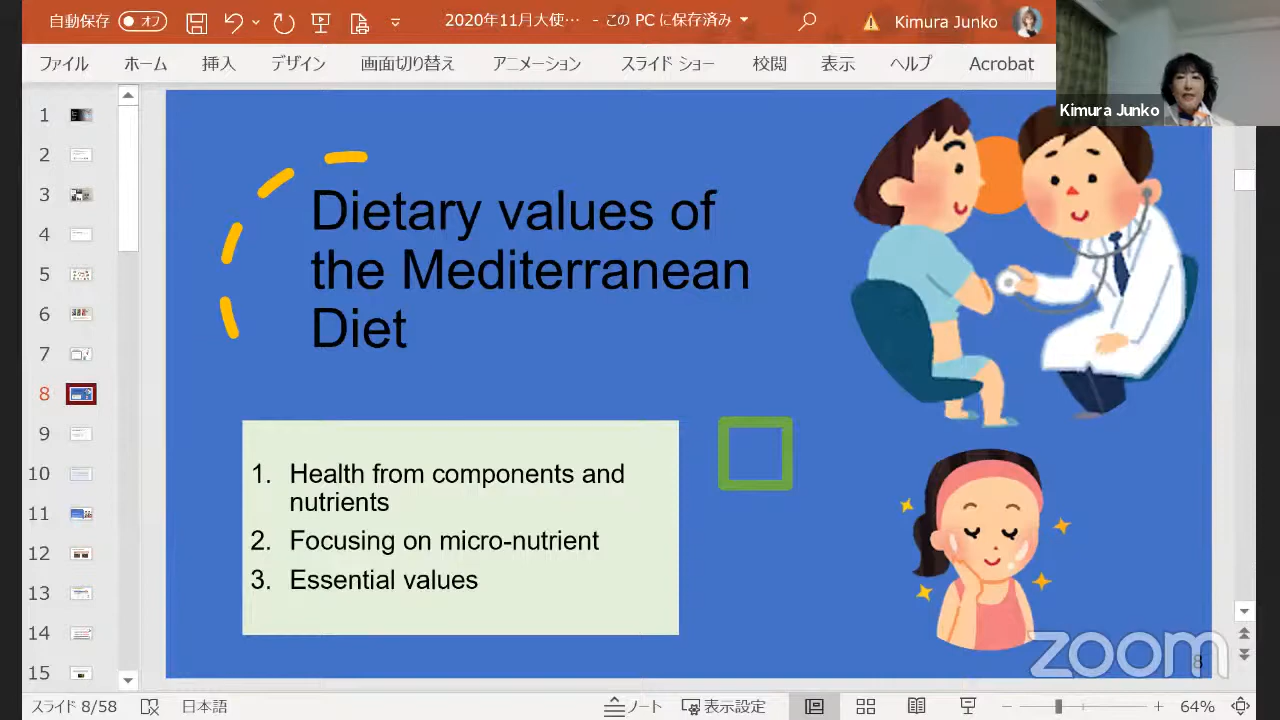 自動保存 オフ 2020年11月大使… - この PC に保存済み Kimura Junko
ファイル ホーム 挿入 デザイン 画面切り替え アニメーション スライド ショー 校閲 表示 ヘルプ Acrobat
Kimura Junko
1
2
3
4
5
6
7
8
9
10
11
12
13
14
15
Dietary values of
the Mediterranean
Diet
1. Health from components and
nutrients
2. Focusing on micro-nutrient
3. Essential values
zoom
8
スライド 8/58 日本語 ノート 表示設定 64%